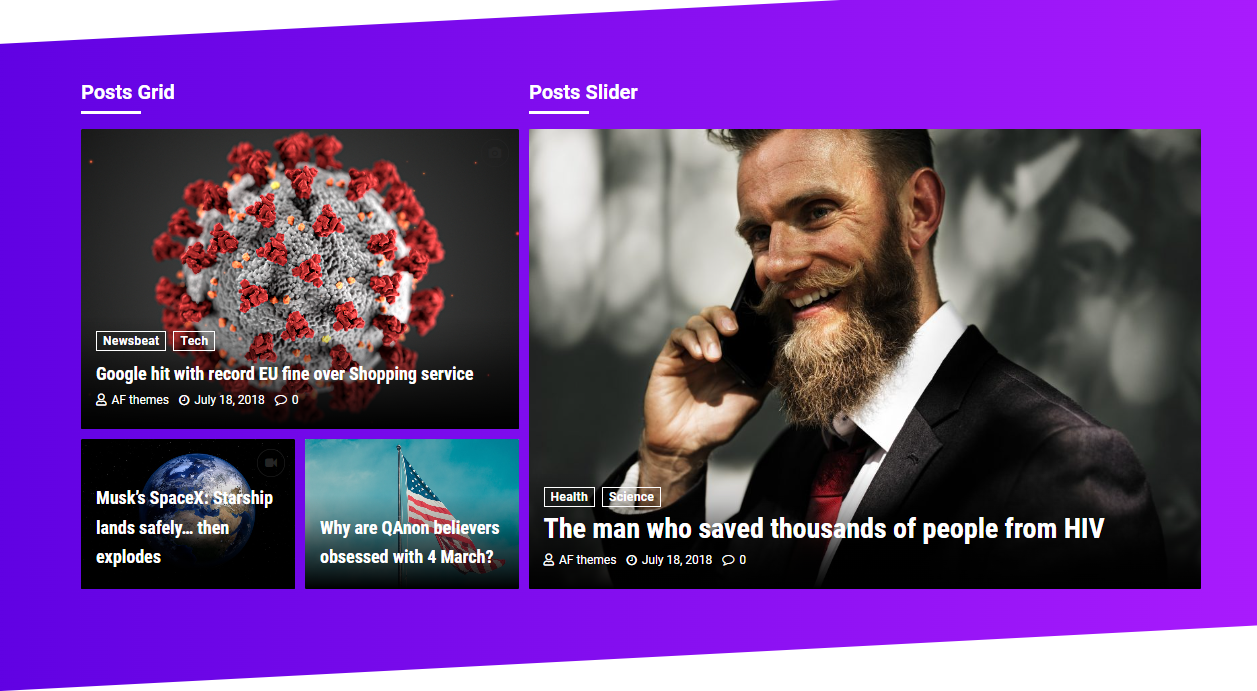 Posts Grid
Newsbeat Tech
Google hit with record EU fine over Shopping service
AF themes July 18, 2018 0
Musk's SpaceX: Starship
lands safely… then
explodes
Why are QAnon believers
obsessed with 4 March?
Posts Slider
Health Science
The man who saved thousands of people from HIV
AF themes July 18, 2018 0